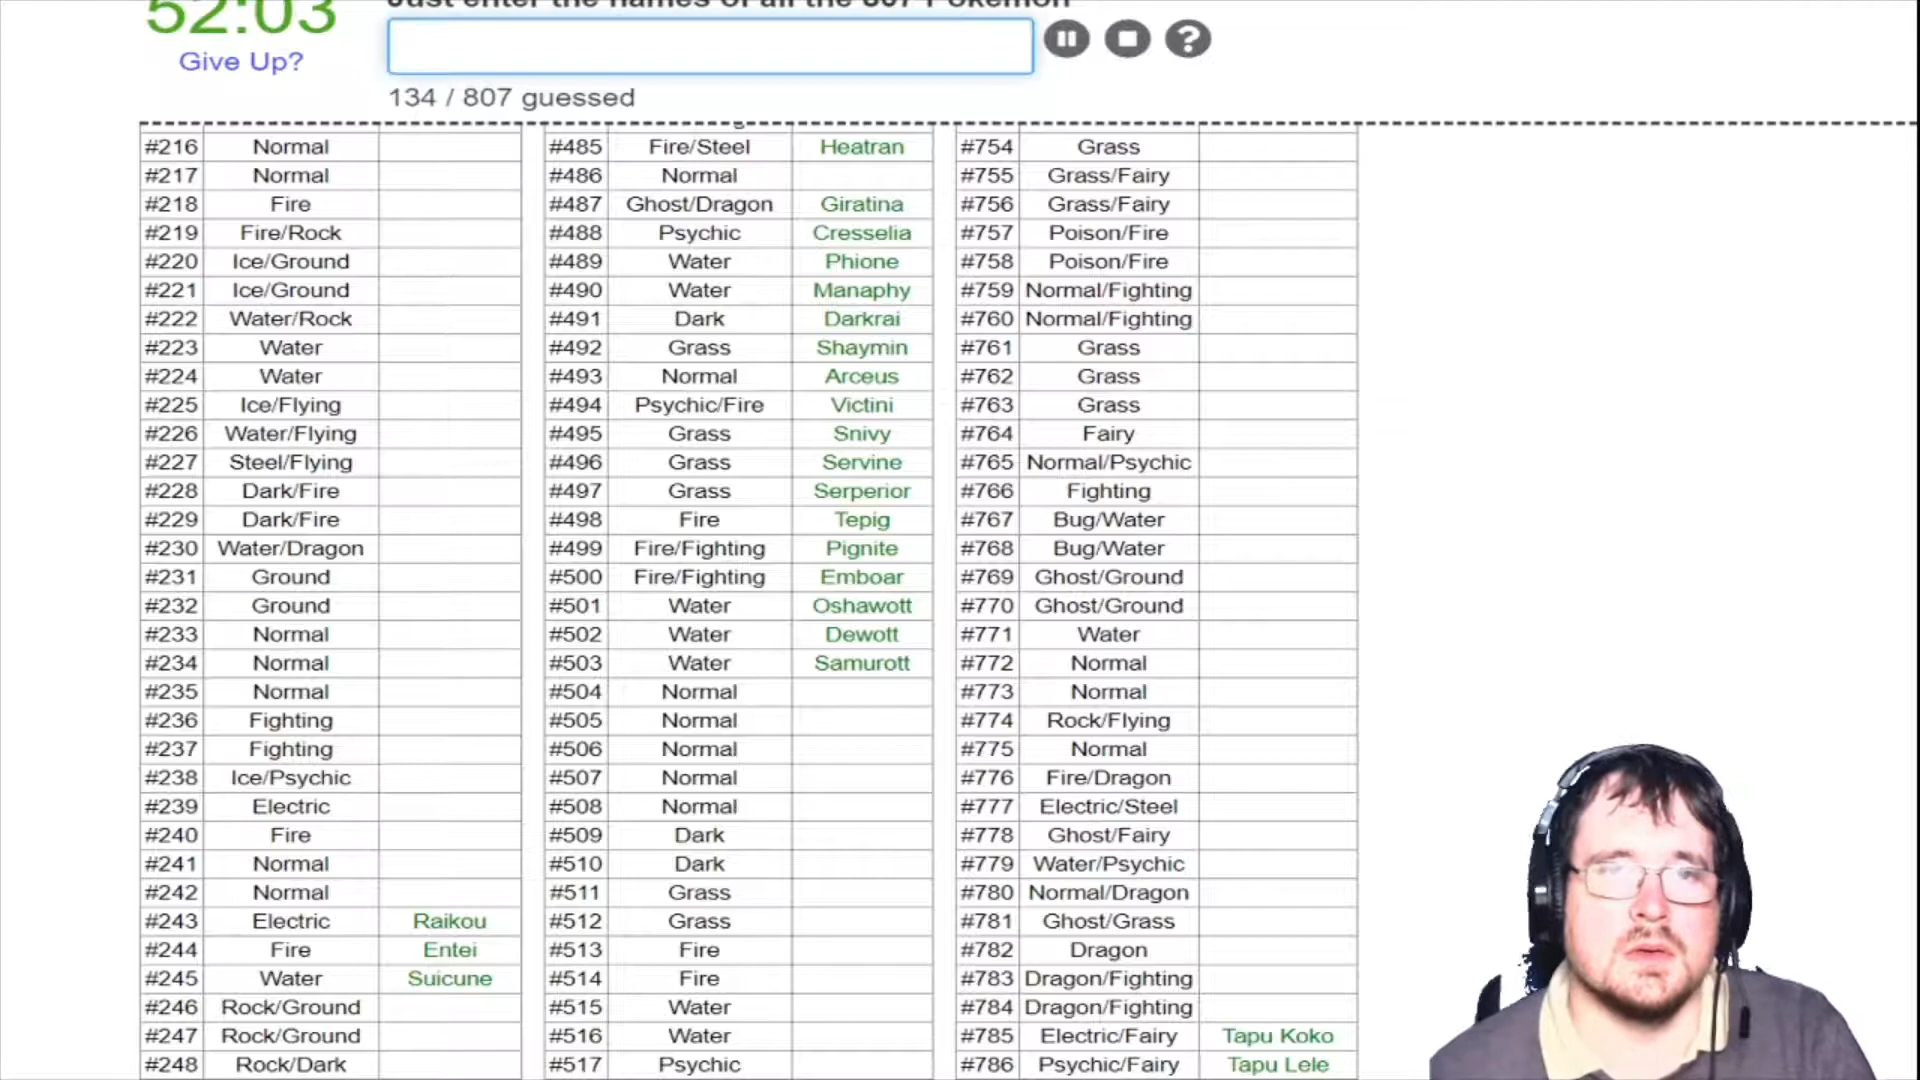 52:03
Just enter the names of all the 807 Pokemon
Give Up?
134 / 807 guessed
#216 Normal #485 Fire/Steel Heatran #754 Grass
#217 Normal #486 Normal #755 Grass/Fairy
#218 Fire #487 Ghost/Dragon Giratina #756 Grass/Fairy
#219 Fire/Rock #488 Psychic Cresselia #757 Poison/Fire
#220 Ice/Ground #489 Water Phione #758 Poison/Fire
#221 Ice/Ground #490 Water Manaphy #759 Normal/Fighting
#222 Water/Rock #491 Dark Darkrai #760 Normal/Fighting
#223 Water #492 Grass Shaymin #761 Grass
#224 Water #493 Normal Arceus #762 Grass
#225 Ice/Flying #494 Psychic/Fire Victini #763 Grass
#226 Water/Flying #495 Grass Snivy #764 Fairy
#227 Steel/Flying #496 Grass Servine #765 Normal/Psychic
#228 Dark/Fire #497 Grass Serperior #766 Fighting
#229 Dark/Fire #498 Fire Tepig #767 Bug/Water
#230 Water/Dragon #499 Fire/Fighting Pignite #768 Bug/Water
#231 Ground #500 Fire/Fighting Emboar #769 Ghost/Ground
#232 Ground #501 Water Oshawott #770 Ghost/Ground
#233 Normal #502 Water Dewott #771 Water
#234 Normal #503 Water Samurott #772 Normal
#235 Normal #504 Normal #773 Normal
#236 Fighting #505 Normal #774 Rock/Flying
#237 Fighting #506 Normal #775 Normal
#238 Ice/Psychic #507 Normal #776 Fire/Dragon
#239 Electric #508 Normal #777 Electric/Steel
#240 Fire #509 Dark #778 Ghost/Fairy
#241 Normal #510 Dark #779 Water/Psychic
#242 Normal #511 Grass #780 Normal/Dragon
#243 Electric Raikou #512 Grass #781 Ghost/Grass
#244 Fire Entei #513 Fire #782 Dragon
#245 Water Suicune #514 Fire #783 Dragon/Fighting
#246 Rock/Ground #515 Water #784 Dragon/Fighting
#247 Rock/Ground #516 Water #785 Electric/Fairy Tapu Koko
#248 Rock/Dark #517 Psychic #786 Psychic/Fairy Tapu Lele